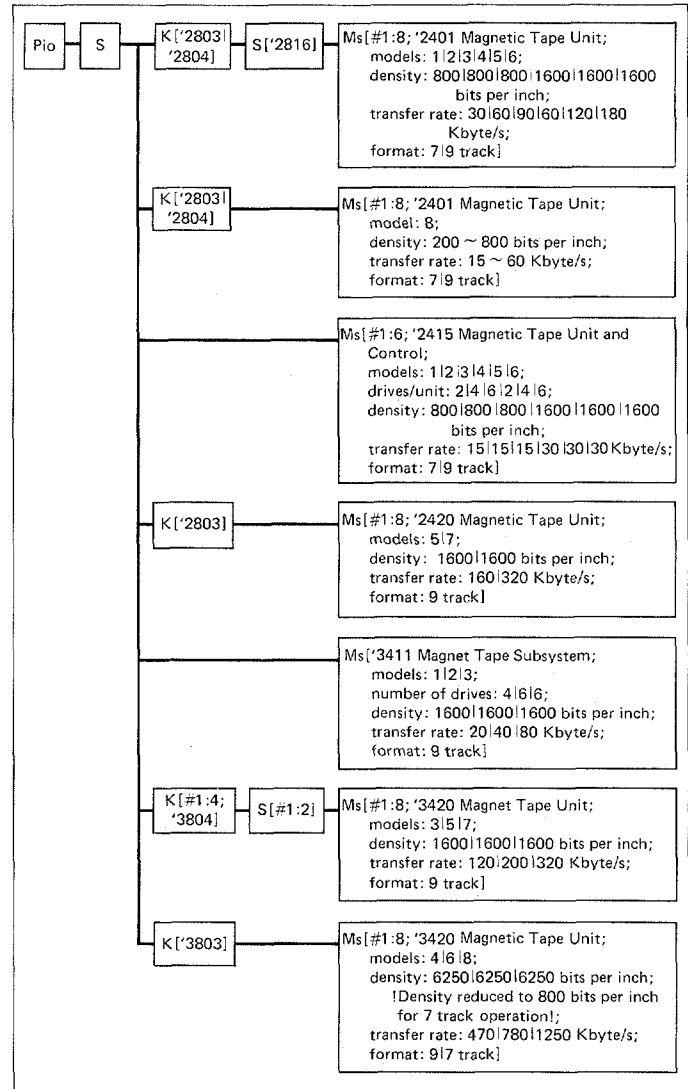 Pio
S
K['2803|
'2804]
S['2816]
Ms[#1:8; '2401 Magnetic Tape Unit;
models: 1|2|3|4|5|6;
density: 800|800|800|1600|1600|1600
bits per inch;
transfer rate: 30|60|90|60|120|180
Kbyte/s;
format: 7|9 track]
K['2803|
'2804]
Ms[#1:8; '2401 Magnetic Tape Unit;
model: 8;
density: 200 ~ 800 bits per inch;
transfer rate: 15 ~ 60 Kbyte/s;
format: 7|9 track]
Ms[#1:6; '2415 Magnetic Tape Unit and
Control;
models: 1|2|3|4|5|6;
drives/unit: 2|4|6|2|4|6;
density: 800|800|800|1600|1600|1600
bits per inch;
transfer rate: 15|15|15|30|30|30 Kbyte/s;
format: 7|9 track]
K['2803]
Ms[#1:8; '2420 Magnetic Tape Unit;
models: 5|7;
density: 1600|1600 bits per inch;
transfer rate: 160|320 Kbyte/s;
format: 9 track]
Ms['3411 Magnet Tape Subsystem;
models: 1|2|3;
number of drives: 4|6|6;
density: 1600|1600|1600 bits per inch;
transfer rate: 20|40|80 Kbyte/s;
format: 9 track]
K[#1:4;
'3804]
S[#1:2]
Ms[#1:8; '3420 Magnet Tape Unit;
models: 3|5|7;
density: 1600|1600|1600 bits per inch;
transfer rate: 120|200|320 Kbyte/s;
format: 9 track]
K['3803]
Ms[#1:8; '3420 Magnetic Tape Unit;
models: 4|6|8;
density: 6250|6250|6250 bits per inch;
!Density reduced to 800 bits per inch
for 7 track operation!;
transfer rate: 470|780|1250 Kbyte/s;
format: 9|7 track]